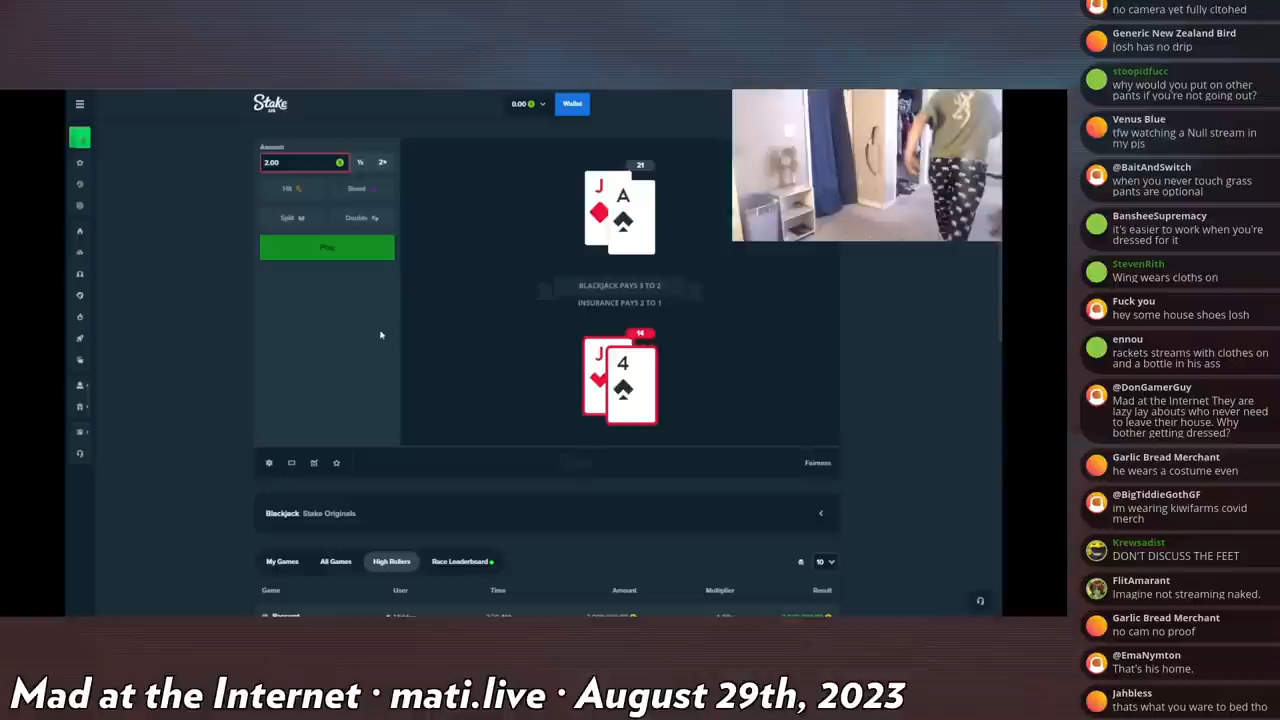 Stake
US
0.00
Wallet
Amount
2.00
½
2×
Hit
Stand
Split
Double
Play
21
J
A
BLACKJACK PAYS 3 TO 2
INSURANCE PAYS 2 TO 1
14
J
4
Fairness
Blackjack Stake Originals
My Games All Games High Rollers Race Leaderboard
10
Game User Time Amount Multiplier Result
no camera yet fully cltohed
Generic New Zealand Bird
Josh has no drip
stoopidfucc
why would you put on other
pants if you're not going out?
Venus Blue
tfw watching a Null stream in
my pjs
@BaitAndSwitch
when you never touch grass
pants are optional
BansheeSupremacy
it's easier to work when you're
dressed for it
StevenRith
Wing wears cloths on
Fuck you
hey some house shoes Josh
ennou
rackets streams with clothes on
and a bottle in his ass
@DonGamerGuy
Mad at the Internet They are
lazy lay abouts who never need
to leave their house. Why
bother getting dressed?
Garlic Bread Merchant
he wears a costume even
@BigTiddieGothGF
im wearing kiwifarms covid
merch
Krewsadist
DON'T DISCUSS THE FEET
FlitAmarant
Imagine not streaming naked.
Garlic Bread Merchant
no cam no proof
@EmaNymton
That's his home.
Jahbless
thats what you ware to bed tho
Mad at the Internet · mati.live · August 29th, 2023